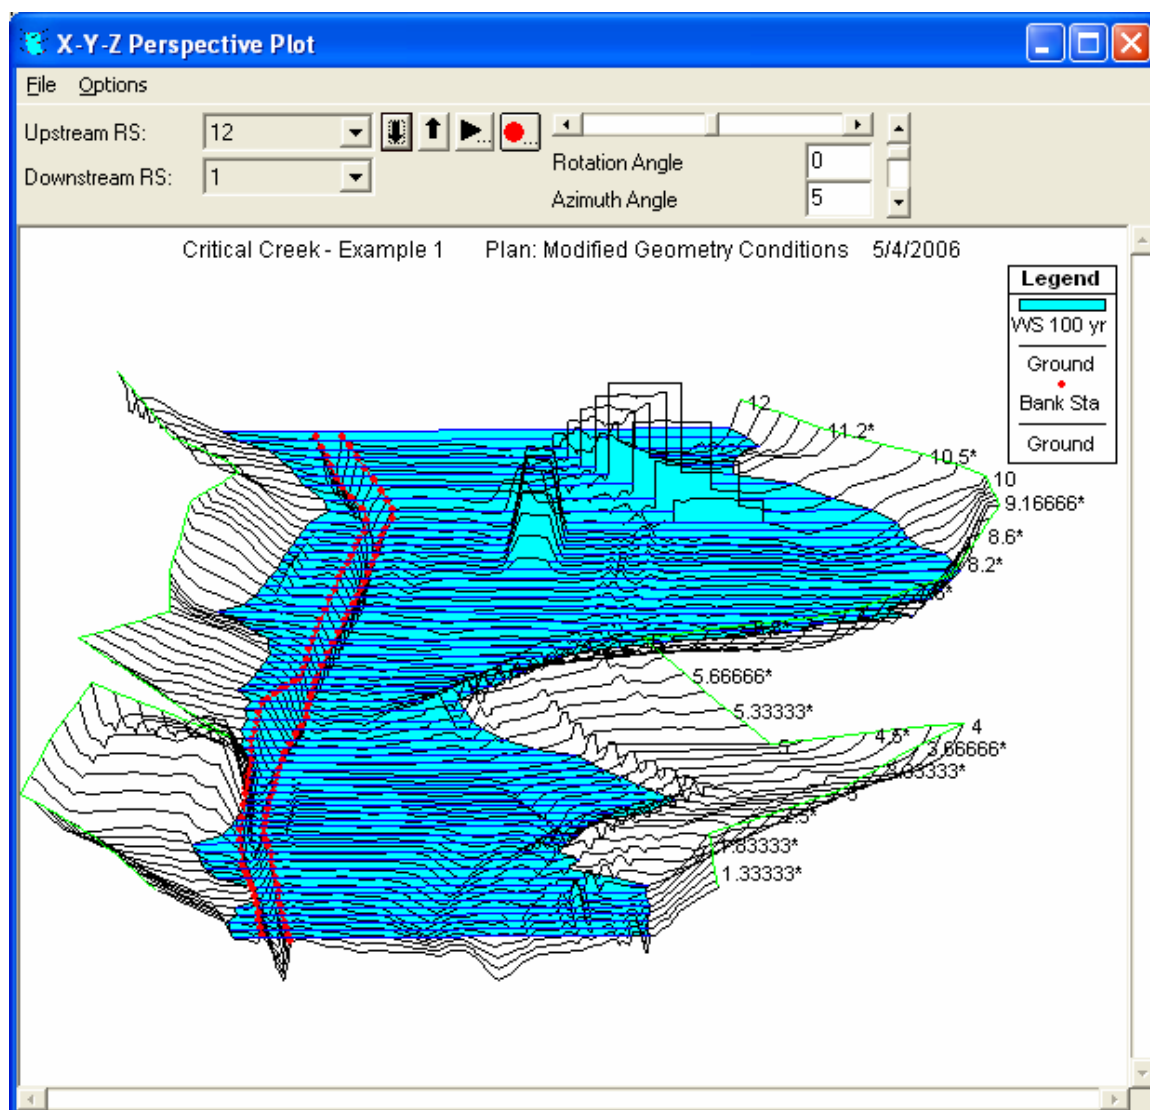 X-Y-Z Perspective Plot
File Options
Upstream RS: 12
Downstream RS: 1
Rotation Angle 0
Azimuth Angle 5
Critical Creek - Example 1 Plan: Modified Geometry Conditions 5/4/2006
Legend
WS 100 yr
Ground
Bank Sta
Ground
12
11.2*
10.5*
10
9.16666*
8.6*
8.2*
5.66666*
5.33333*
4
4.5*
3.66666*
1.83333*
1.33333*